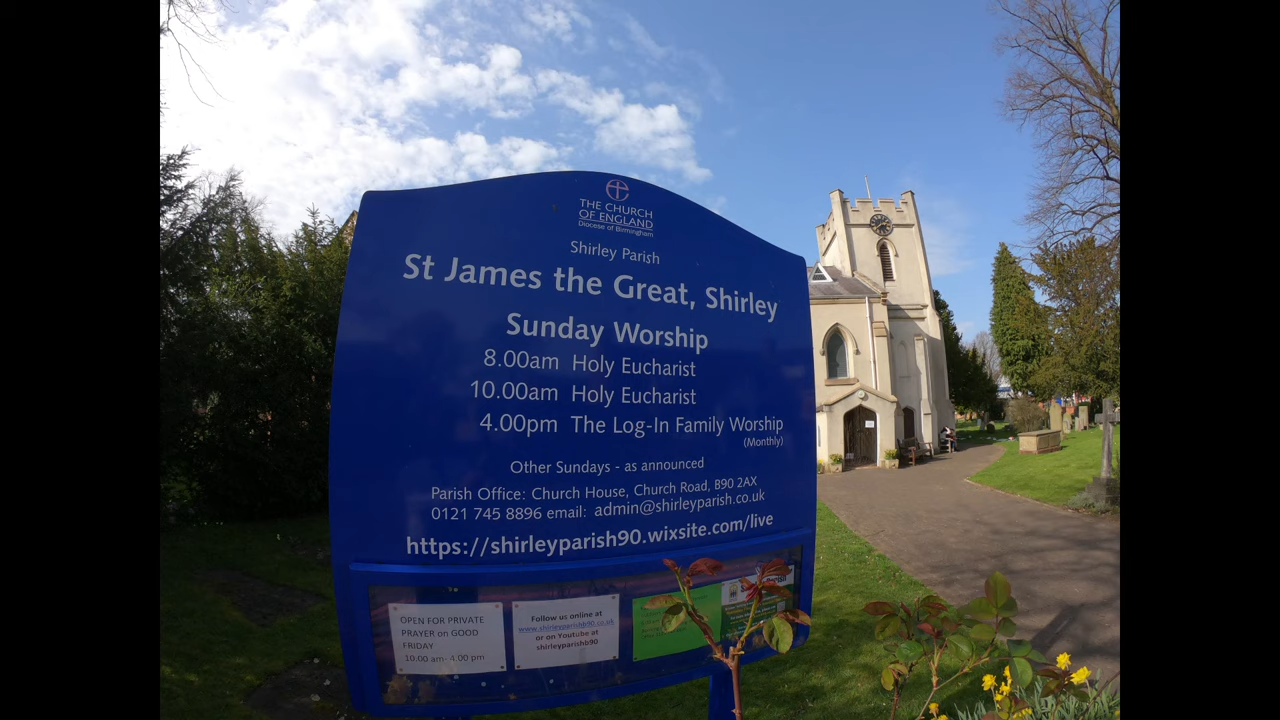 THE CHURCH
OF ENGLAND
Diocese of Birmingham
Shirley Parish
St James the Great, Shirley
Sunday Worship
8.00am Holy Eucharist
10.00am Holy Eucharist
4.00pm The Log-In Family Worship
(Monthly)
Other Sundays - as announced
Parish Office: Church House, Church Road, B90 2AX
0121 745 8896 email: admin@shirleyparish.co.uk
https://shirleyparish90.wixsite.com/live
OPEN FOR PRIVATE
PRAYER on GOOD
FRIDAY
10.00 am- 4.00 pm
Follow us online at
www.shirleyparishb90.co.uk
or on Youtube at
shirleyparishb90